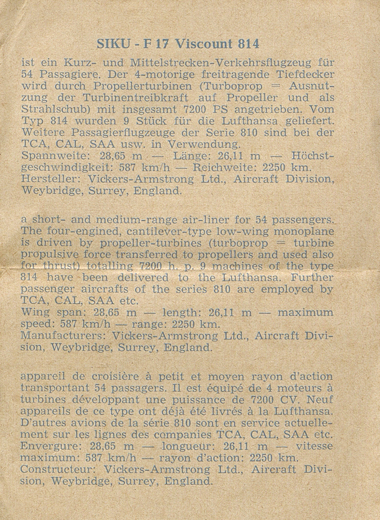 SIKU - F 17 Viscount 814
ist ein Kurz- und Mittelstrecken-Verkehrsflugzeug für
54 Passagiere. Der 4-motorige freitragende Tiefdecker
wird durch Propellerturbinen (Turboprop = Ausnut-
zung der Turbinentreibkraft auf Propeller und als
Strahlschub) mit insgesamt 7200 PS angetrieben. Vom
Typ 814 wurden 9 Stück für die Lufthansa geliefert.
Weitere Passagierflugzeuge der Serie 810 sind bei der
TCA, CAL, SAA usw. in Verwendung.
Spannweite: 28,65 m — Länge: 26,11 m — Höchst-
geschwindigkeit: 587 km/h — Reichweite: 2250 km.
Hersteller: Vickers-Armstrong Ltd., Aircraft Division,
Weybridge, Surrey, England.
a short- and medium-range air-liner for 54 passengers.
The four-engined, cantilever-type low-wing monoplane
is driven by propeller-turbines (turboprop = turbine
propulsive force transferred to propellers and used also
for thrust) totalling 7200 h. p. 9 machines of the type
814 have been delivered to the Lufthansa. Further
passenger aircrafts of the series 810 are employed by
TCA, CAL, SAA etc.
Wing span: 28,65 m — length: 26,11 m — maximum
speed: 587 km/h — range: 2250 km.
Manufacturers: Vickers-Armstrong Ltd., Aircraft Divi-
sion, Weybridge, Surrey, England.
appareil de croisière à petit et moyen rayon d'action
transportant 54 passagers. Il est équipé de 4 moteurs à
turbines développant une puissance de 7200 CV. Neuf
appareils de ce type ont déjà été livrés à la Lufthansa.
D'autres avions de la série 810 sont en service actuelle-
ment sur les lignes des companies TCA, CAL, SAA etc.
Envergure: 28,65 m — longueur: 26,11 m — vitesse
maximum: 587 km/h — rayon d'action: 2250 km.
Constructeur: Vickers-Armstrong Ltd., Aircraft Divi-
sion, Weybridge, Surrey, England.